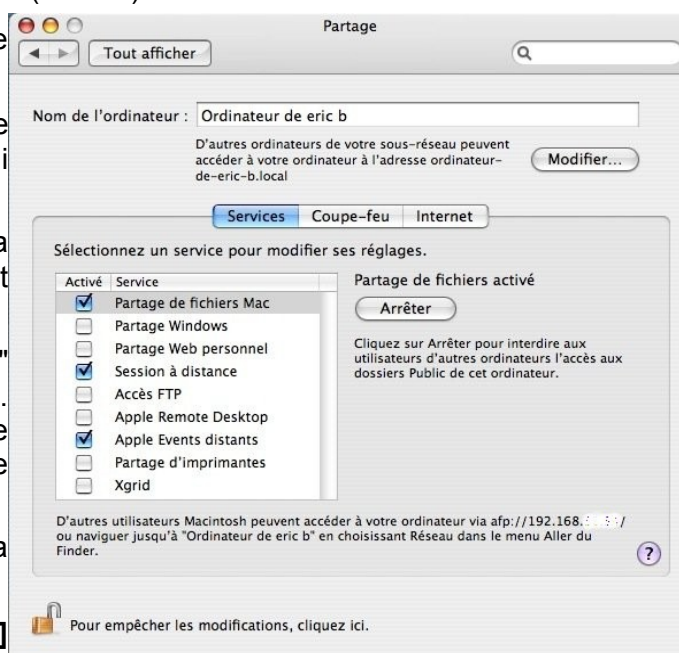 Partage
Tout afficher
Nom de l'ordinateur : Ordinateur de eric b
D'autres ordinateurs de votre sous-réseau peuvent
accéder à votre ordinateur à l'adresse ordinateur-
de-eric-b.local
Modifier...
Services Coupe-feu Internet
Sélectionnez un service pour modifier ses réglages.
Activé Service
Partage de fichiers Mac
Partage Windows
Partage Web personnel
Session à distance
Accès FTP
Apple Remote Desktop
Apple Events distants
Partage d'imprimantes
Xgrid
Partage de fichiers activé
Arrêter
Cliquez sur Arrêter pour interdire aux
utilisateurs d'autres ordinateurs l'accès aux
dossiers Public de cet ordinateur.
D'autres utilisateurs Macintosh peuvent accéder à votre ordinateur via afp://192.168. /
ou naviguer jusqu'à "Ordinateur de eric b" en choisissant Réseau dans le menu Aller du
Finder.
?
Pour empêcher les modifications, cliquez ici.